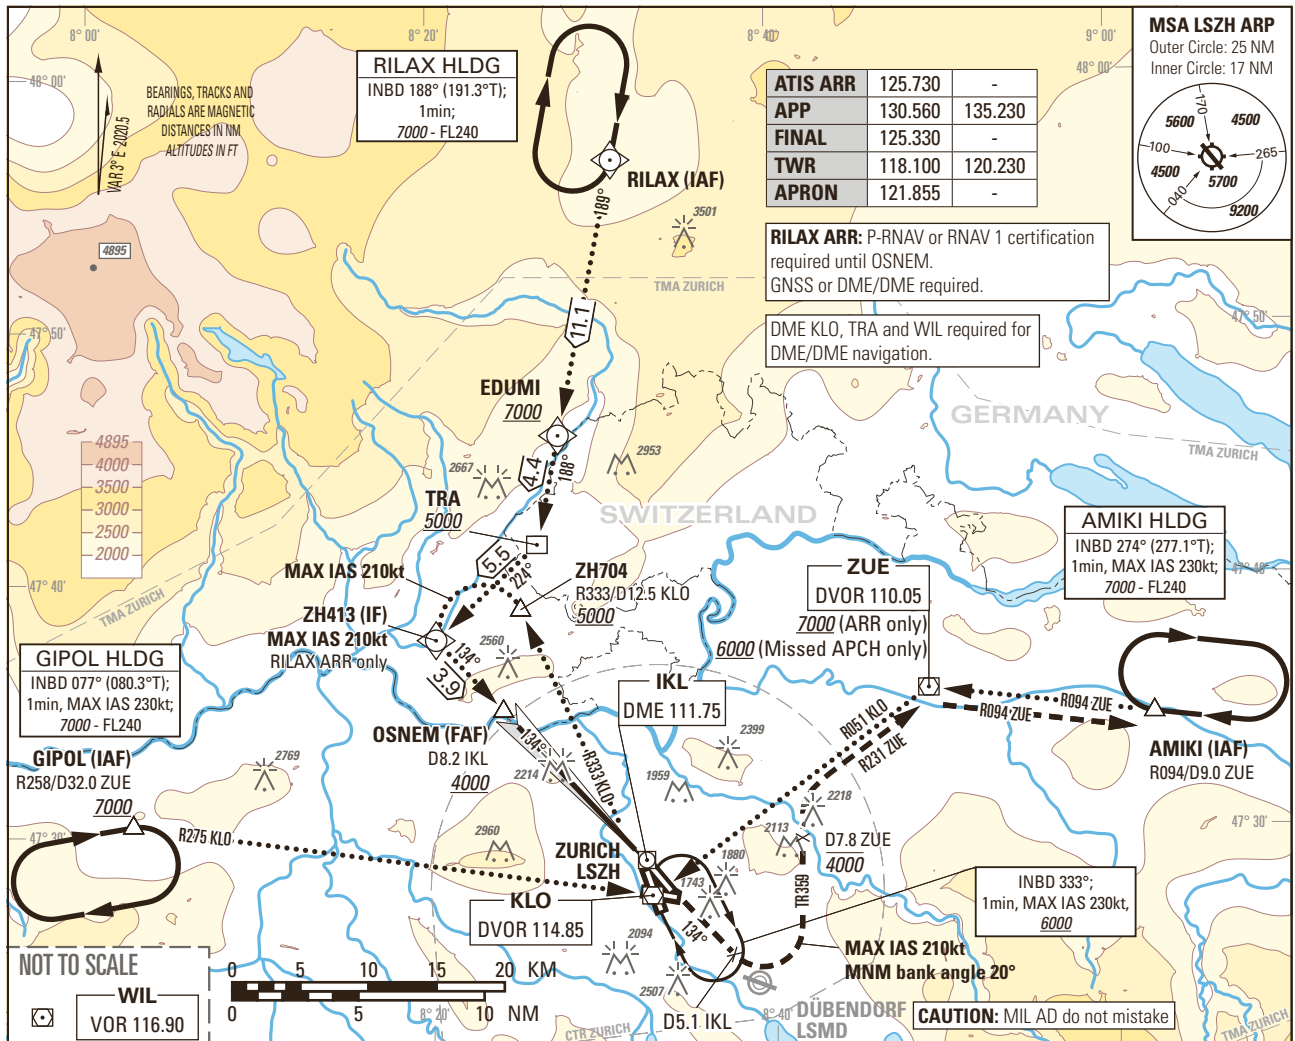 8° 00'
8° 20'
8° 40'
9° 00'
48° 00'
48° 00'
VAR 3° E 2020.5
BEARINGS, TRACKS AND
RADIALS ARE MAGNETIC
DISTANCES IN NM
ALTITUDES IN FT
RILAX HLDG
INBD 188° (191.3°T);
1min;
7000 - FL240
RILAX (IAF)
189°
3501
ATIS ARR 125.730 -
APP 130.560 135.230
FINAL 125.330 -
TWR 118.100 120.230
APRON 121.855 -
MSA LSZH ARP
Outer Circle: 25 NM
Inner Circle: 17 NM
170
5600
4500
100
265
4500
5700
040
9200
RILAX ARR: P-RNAV or RNAV 1 certification
required until OSNEM.
GNSS or DME/DME required.
DME KLO, TRA and WIL required for
DME/DME navigation.
4895
TMA ZURICH
47° 50'
47° 50'
11.1
EDUMI
7000
GERMANY
TMA ZURICH
4895
4000
3500
3000
2500
2000
2667
4.4
188°
2953
TRA
5000
SWITZERLAND
AMIKI HLDG
INBD 274° (277.1°T);
1min, MAX IAS 230kt;
7000 - FL240
47° 40'
47° 40'
TMA ZURICH
MAX IAS 210kt
5.5
224°
ZH704
R333/D12.5 KLO
5000
ZUE
DVOR 110.05
7000 (ARR only)
6000 (Missed APCH only)
ZH413 (IF)
MAX IAS 210kt
RILAX ARR only
2560
134°
3.9
GIPOL HLDG
INBD 077° (080.3°T);
1min, MAX IAS 230kt;
7000 - FL240
IKL
DME 111.75
R094 ZUE
R094 ZUE
R051 KLO
R231 ZUE
AMIKI (IAF)
R094/D9.0 ZUE
OSNEM (FAF)
D8.2 IKL
4000
134°
2214
R333 KLO
2399
1959
GIPOL (IAF)
R258/D32.0 ZUE
7000
2769
2218
47° 30'
47° 30'
R275 KLO
2960
2113
D7.8 ZUE
4000
ZURICH
LSZH
1880
1743
TR359
KLO
DVOR 114.85
134°
INBD 333°;
1min, MAX IAS 230kt,
6000
2094
MAX IAS 210kt
MNM bank angle 20°
2507
NOT TO SCALE
WIL
VOR 116.90
0 5 10 15 20 KM
0 5 10 NM
8° 20'
8° 40'
D5.1 IKL
DÜBENDORF
LSMD
CTR ZURICH
CAUTION: MIL AD do not mistake
TMA ZURICH